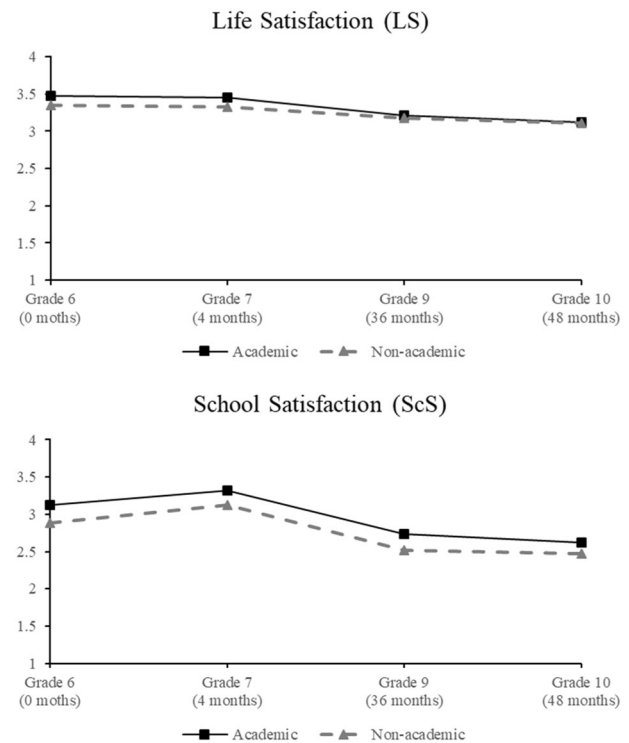 Life Satisfaction (LS)
4
3.5
3
2.5
2
1.5
1
Grade 6 Grade 7 Grade 9 Grade 10
(0 moths) (4 months) (36 months) (48 months)
Academic Non-academic
School Satisfaction (ScS)
4
3.5
3
2.5
2
1.5
1
Grade 6 Grade 7 Grade 9 Grade 10
(0 moths) (4 months) (36 months) (48 months)
Academic Non-academic